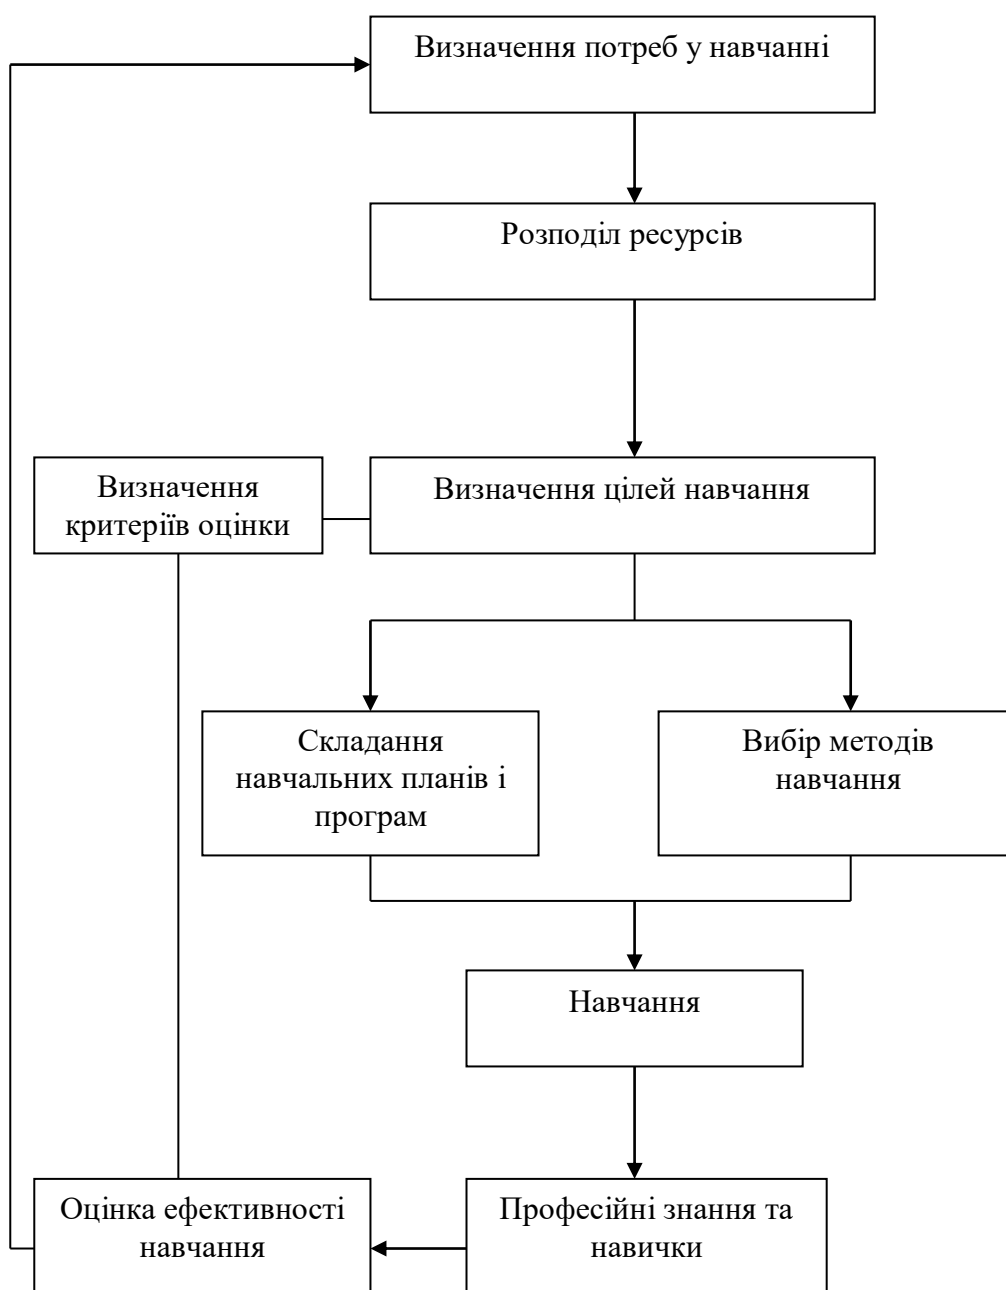 Визначення потреб у навчанні
Розподіл ресурсів
Визначення
критеріїв оцінки
Визначення цілей навчання
Складання
навчальних планів і
програм
Вибір методів
навчання
Навчання
Оцінка ефективності
навчання
Професійні знання та
навички